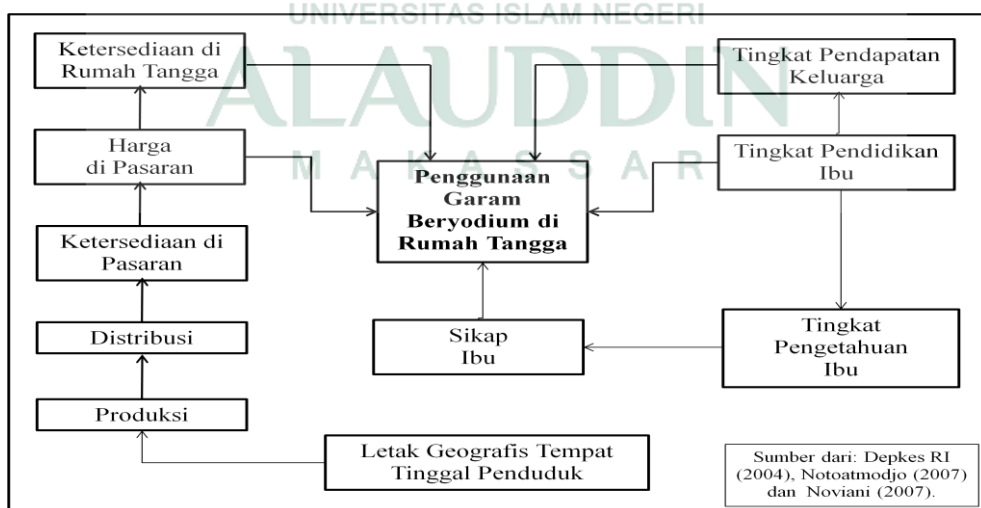 UNIVERSITAS ISLAM NEGERI
ALAUDDIN
MAKASSAR
Ketersediaan di
Rumah Tangga
Tingkat Pendapatan
Keluarga
Harga
di Pasaran
Tingkat Pendidikan
Ibu
Penggunaan
Garam
Beryodium di
Rumah Tangga
Ketersediaan di
Pasaran
Distribusi
Sikap
Ibu
Tingkat
Pengetahuan
Ibu
Produksi
Letak Geografis Tempat
Tinggal Penduduk
Sumber dari: Depkes RI
(2004), Notoatmodjo (2007)
dan Noviani (2007).